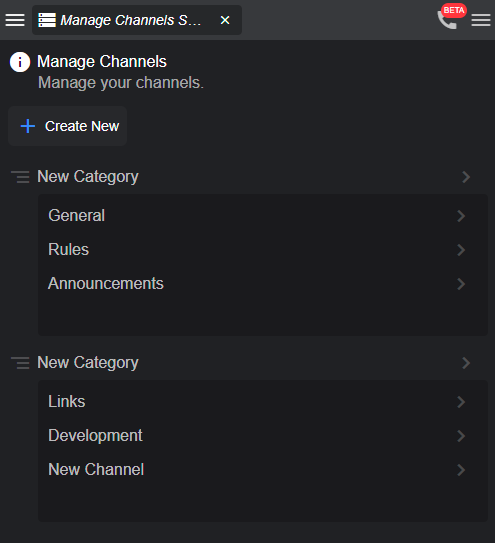 Manage Channels S...
BETA
Manage Channels
Manage your channels.
Create New
New Category
General
Rules
Announcements
New Category
Links
Development
New Channel